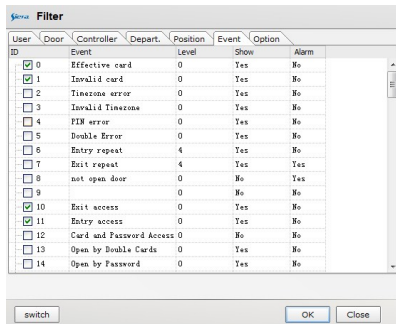 Siera Filter
User Door Controller Depart. Position Event Option
ID Event Level Show Alarm
0 Effective card 0 Yes No
1 Invalid card 0 Yes No
2 Timezone error 0 Yes No
3 Invalid Timezone 0 Yes No
4 PIN error 0 Yes No
5 Double Error 0 Yes No
6 Entry repeat 4 Yes No
7 Exit repeat 4 Yes Yes
8 not open door 0 No Yes
9 0 No No
10 Exit access 0 Yes No
11 Entry access 0 Yes No
12 Card and Password Access 0 No No
13 Open by Double Cards 0 Yes No
14 Open by Password 0 Yes No
switch OK Close